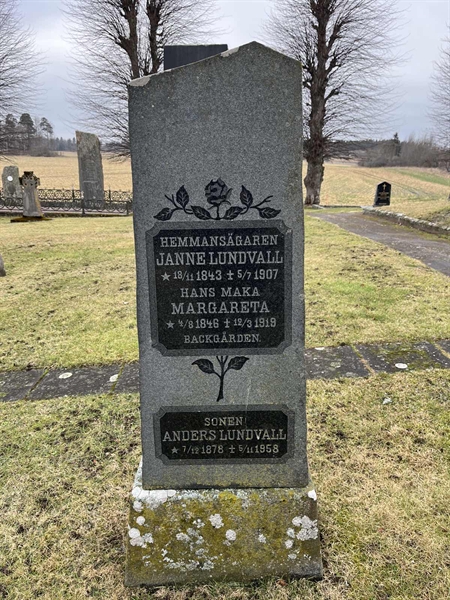 HEMMANSÄGAREN
JANNE LUNDVALL
★ 18/11 1843 ‡ 5/7 1907
HANS MAKA
MARGARETA
★ 4/8 1846 ‡ 12/3 1919
BACKGÅRDEN.
SONEN
ANDERS LUNDVALL
★ 7/12 1878 ‡ 5/11 1958